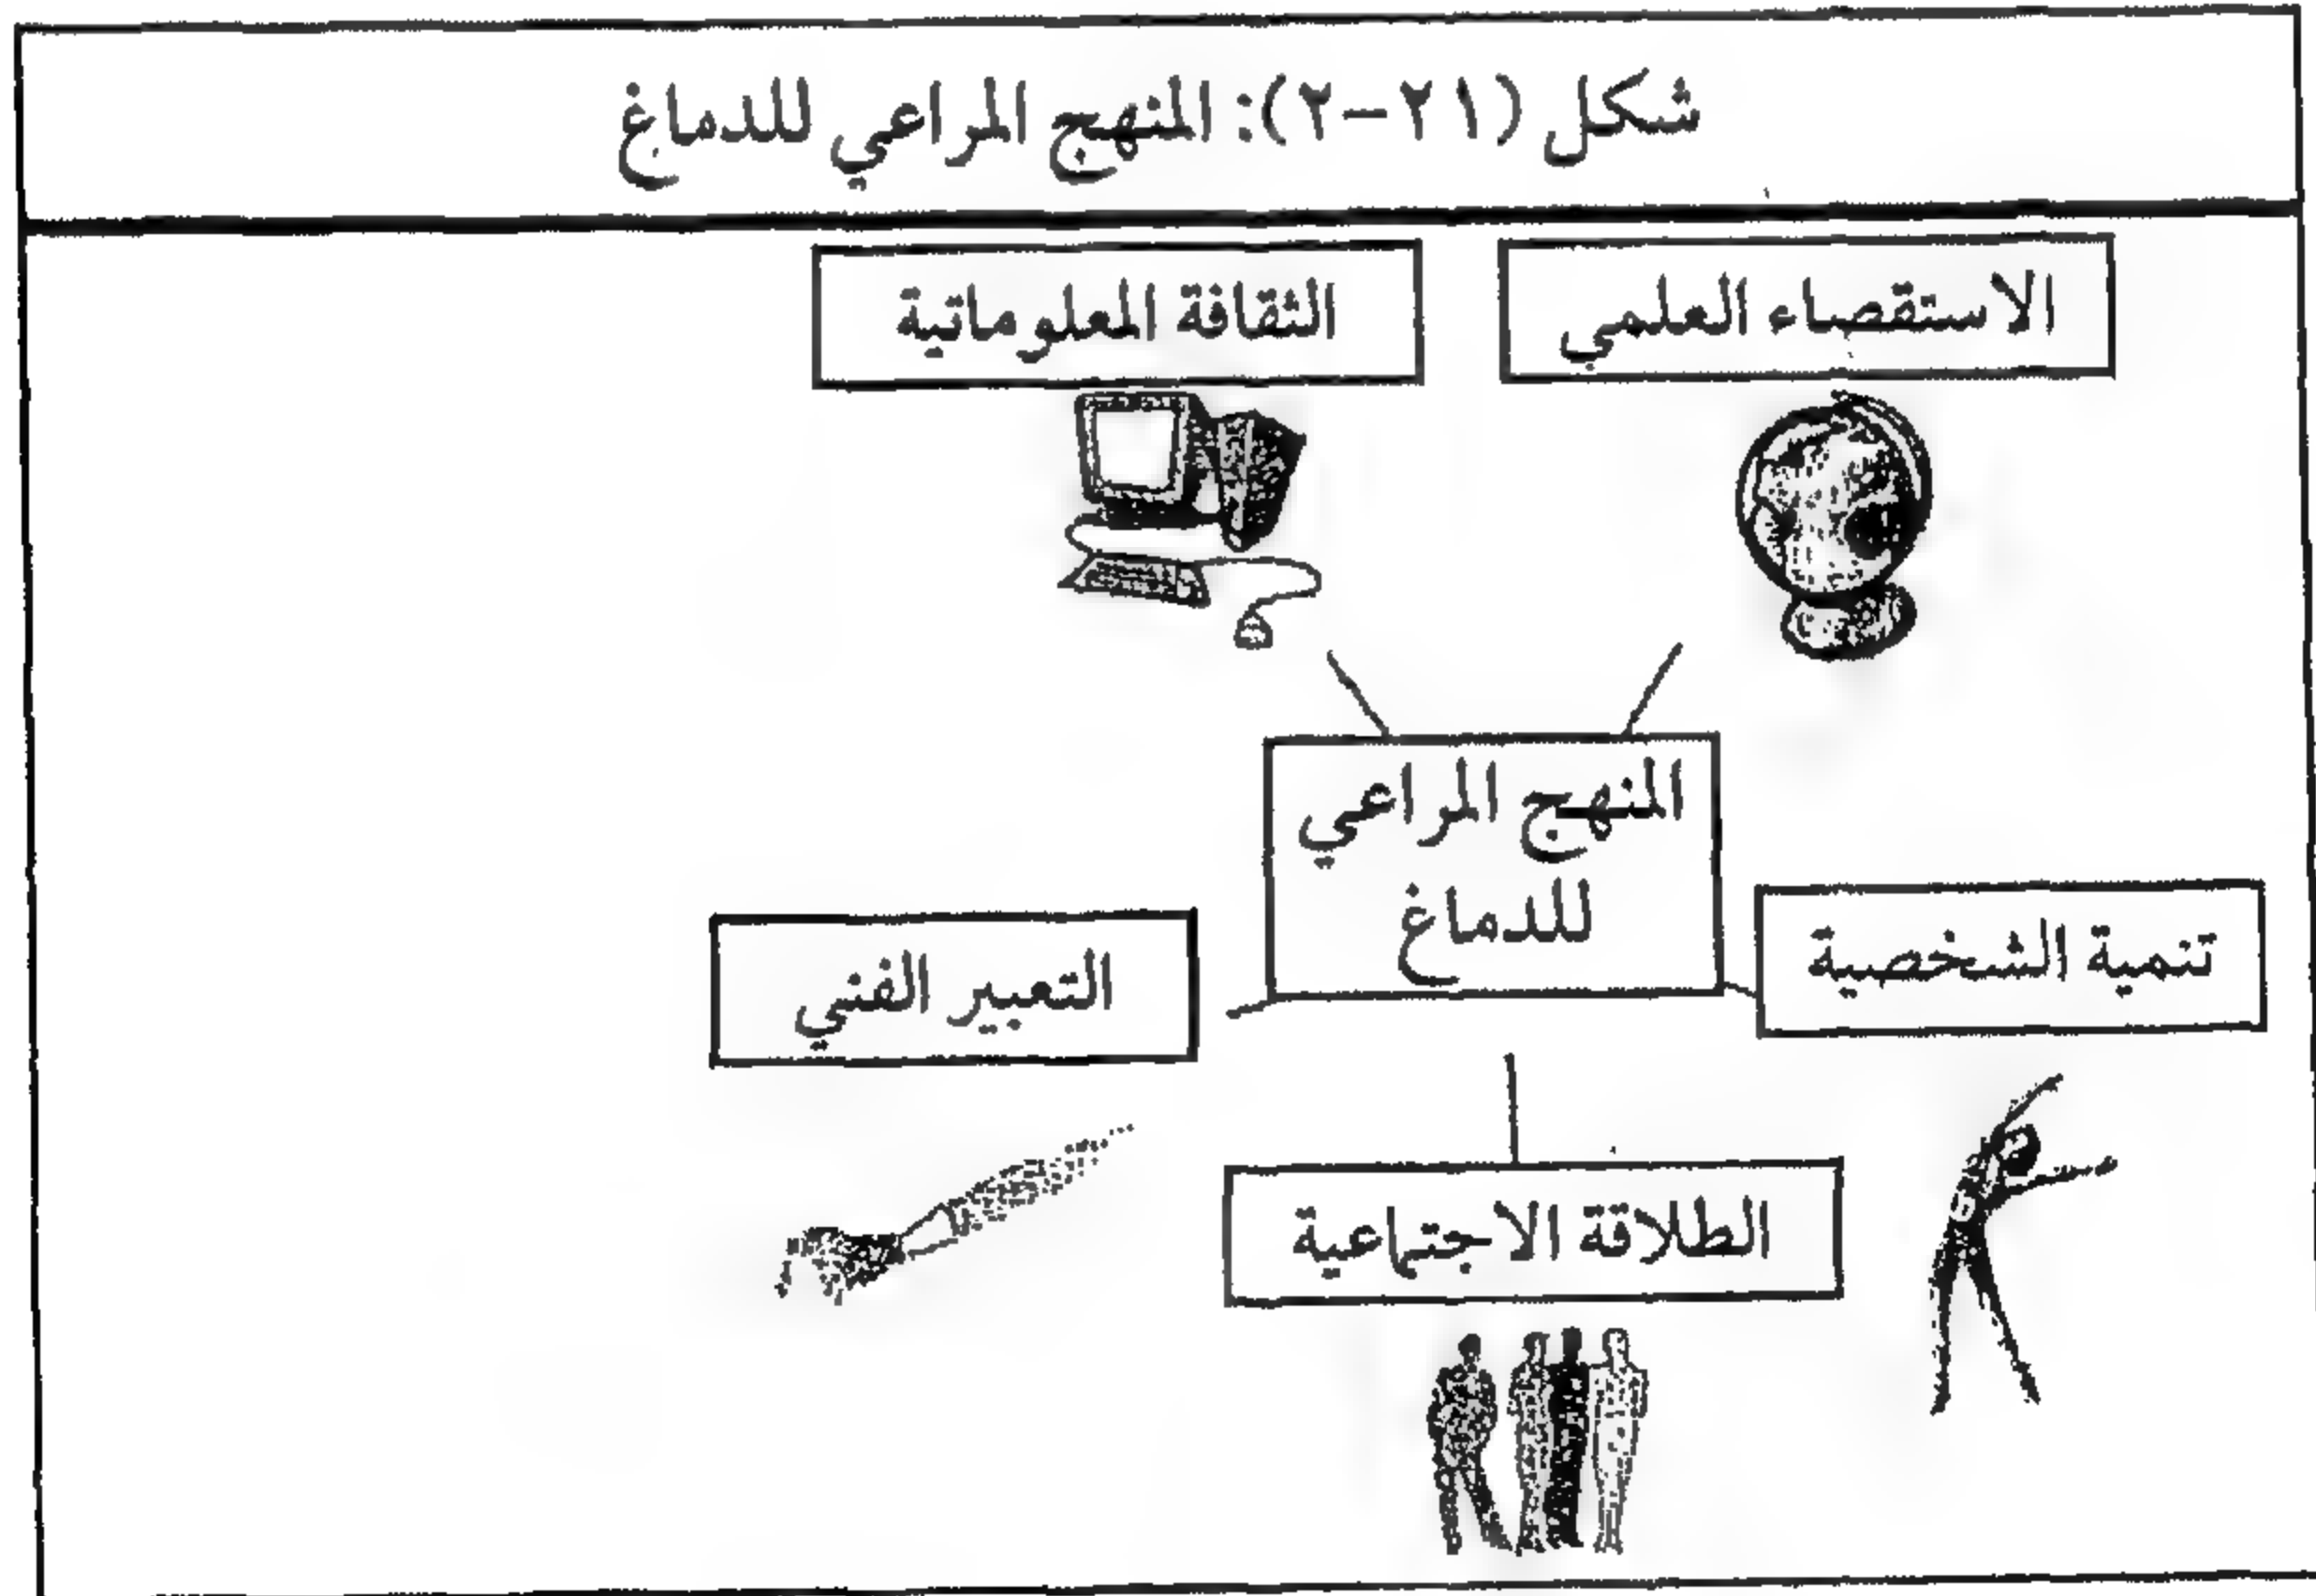 شكل (٢١-٢): المنهج المراعي للدماغ
الاستقصاء العلمي
الثقافة المعلوماتية
المنهج المراعي
للدماغ
تنمية الشخصية
التعبير الفني
الطلاقة الاجتماعية